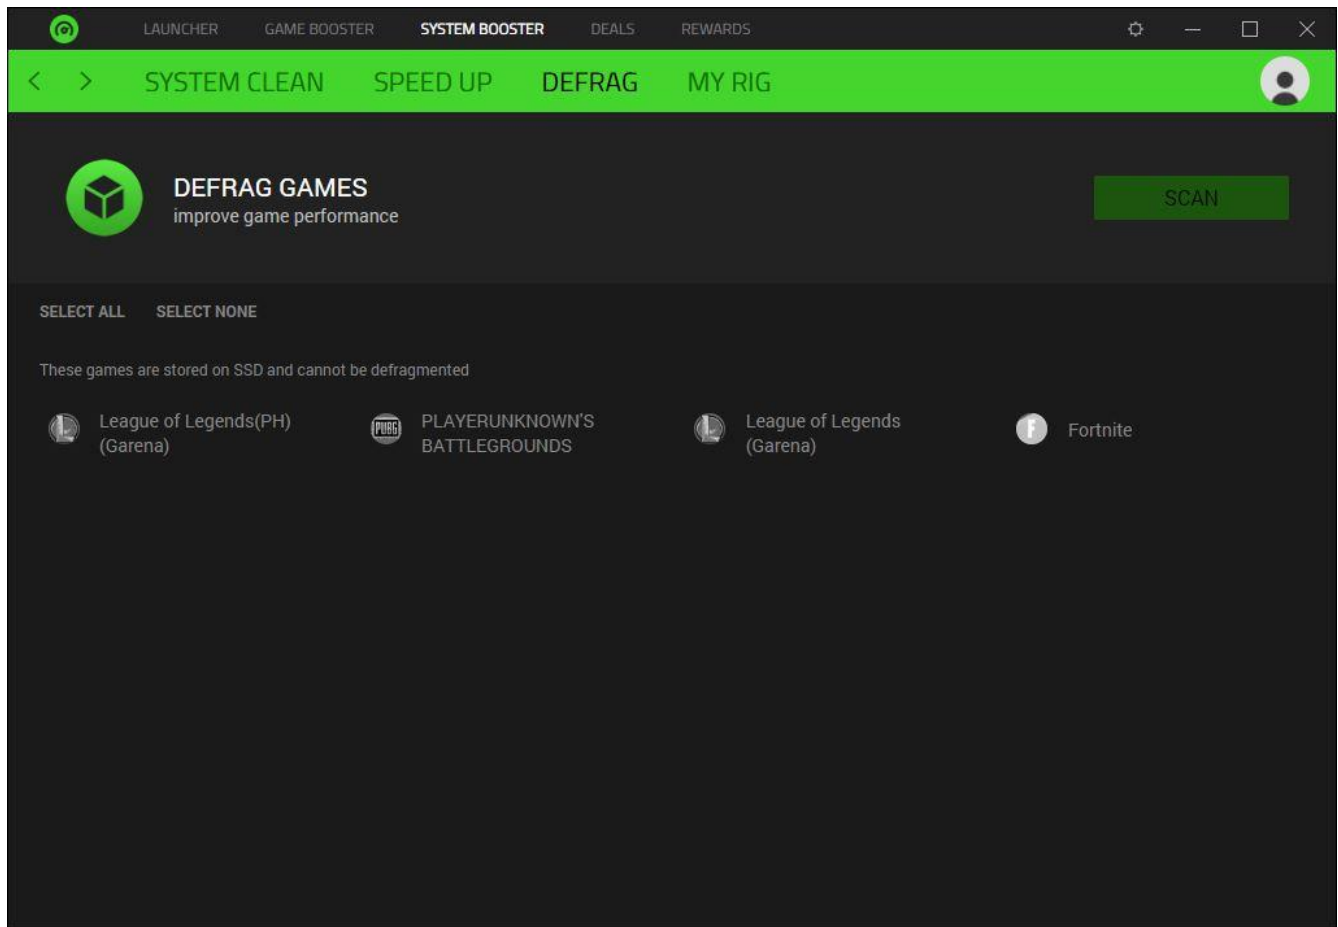 LAUNCHER GAME BOOSTER SYSTEM BOOSTER DEALS REWARDS
SYSTEM CLEAN SPEED UP DEFRAG MY RIG
DEFRAG GAMES
improve game performance
SCAN
SELECT ALL SELECT NONE
These games are stored on SSD and cannot be defragmented
League of Legends(PH)
(Garena)
PUBG
PLAYERUNKNOWN'S
BATTLEGROUNDS
League of Legends
(Garena)
F
Fortnite